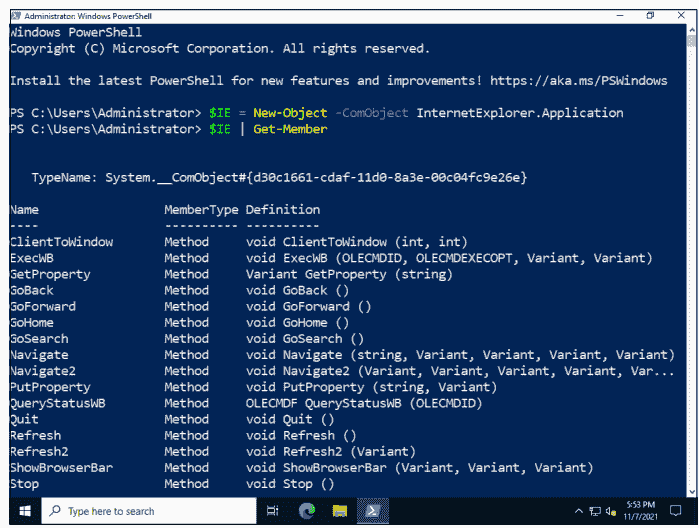 Administrator: Windows PowerShell
Windows PowerShell
Copyright (C) Microsoft Corporation. All rights reserved.
Install the latest PowerShell for new features and improvements! https://aka.ms/PSWindows
PS C:\Users\Administrator> $IE = New-Object -ComObject InternetExplorer.Application
PS C:\Users\Administrator> $IE | Get-Member
TypeName: System.__ComObject#{d30c1661-cdaf-11d0-8a3e-00c04fc9e26e}
Name MemberType Definition
---- ---------- ----------
ClientToWindow Method void ClientToWindow (int, int)
ExecWB Method void ExecWB (OLECMDID, OLECMDEXECOPT, Variant, Variant)
GetProperty Method Variant GetProperty (string)
GoBack Method void GoBack ()
GoForward Method void GoForward ()
GoHome Method void GoHome ()
GoSearch Method void GoSearch ()
Navigate Method void Navigate (string, Variant, Variant, Variant, Variant)
Navigate2 Method void Navigate2 (Variant, Variant, Variant, Variant, Var...
PutProperty Method void PutProperty (string, Variant)
QueryStatusWB Method OLECMDF QueryStatusWB (OLECMDID)
Quit Method void Quit ()
Refresh Method void Refresh ()
Refresh2 Method void Refresh2 (Variant)
ShowBrowserBar Method void ShowBrowserBar (Variant, Variant, Variant)
Stop Method void Stop ()
Type here to search
5:53 PM
11/7/2021